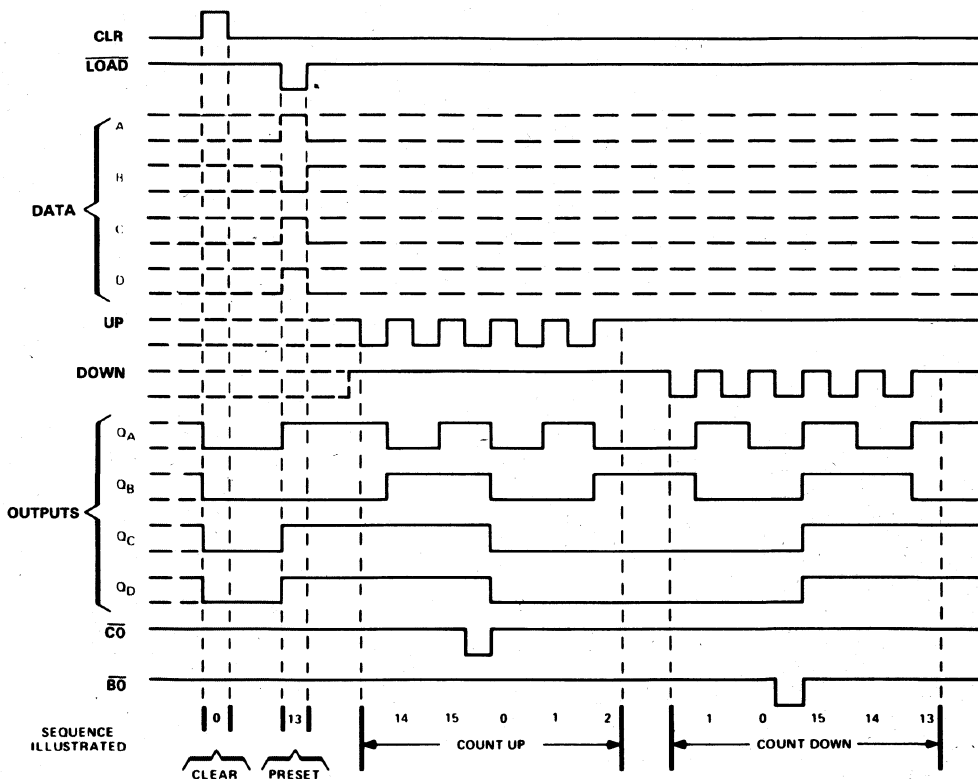 CLR
LOAD
A
B
DATA
C
D
UP
DOWN
QA
QB
OUTPUTS
QC
QD
CO
BO
SEQUENCE ILLUSTRATED
0 13 14 15 0 1 2 1 0 15 14 13
COUNT UP COUNT DOWN
CLEAR PRESET